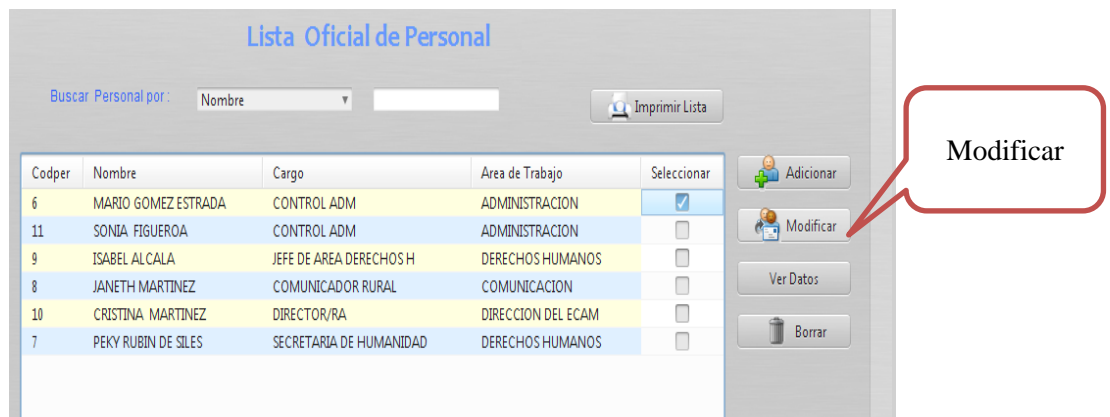 Lista Oficial de Personal
Buscar Personal por : Nombre
Imprimir Lista
Modificar
Codper Nombre Cargo Area de Trabajo Seleccionar
Adicionar
6 MARIO GOMEZ ESTRADA CONTROL ADM ADMINISTRACION
11 SONIA FIGUEROA CONTROL ADM ADMINISTRACION
Modificar
9 ISABEL ALCALA JEFE DE AREA DERECHOS H DERECHOS HUMANOS
8 JANETH MARTINEZ COMUNICADOR RURAL COMUNICACION
Ver Datos
10 CRISTINA MARTINEZ DIRECTOR/RA DIRECCION DEL ECAM
7 PEKY RUBIN DE SILES SECRETARIA DE HUMANIDAD DERECHOS HUMANOS
Borrar